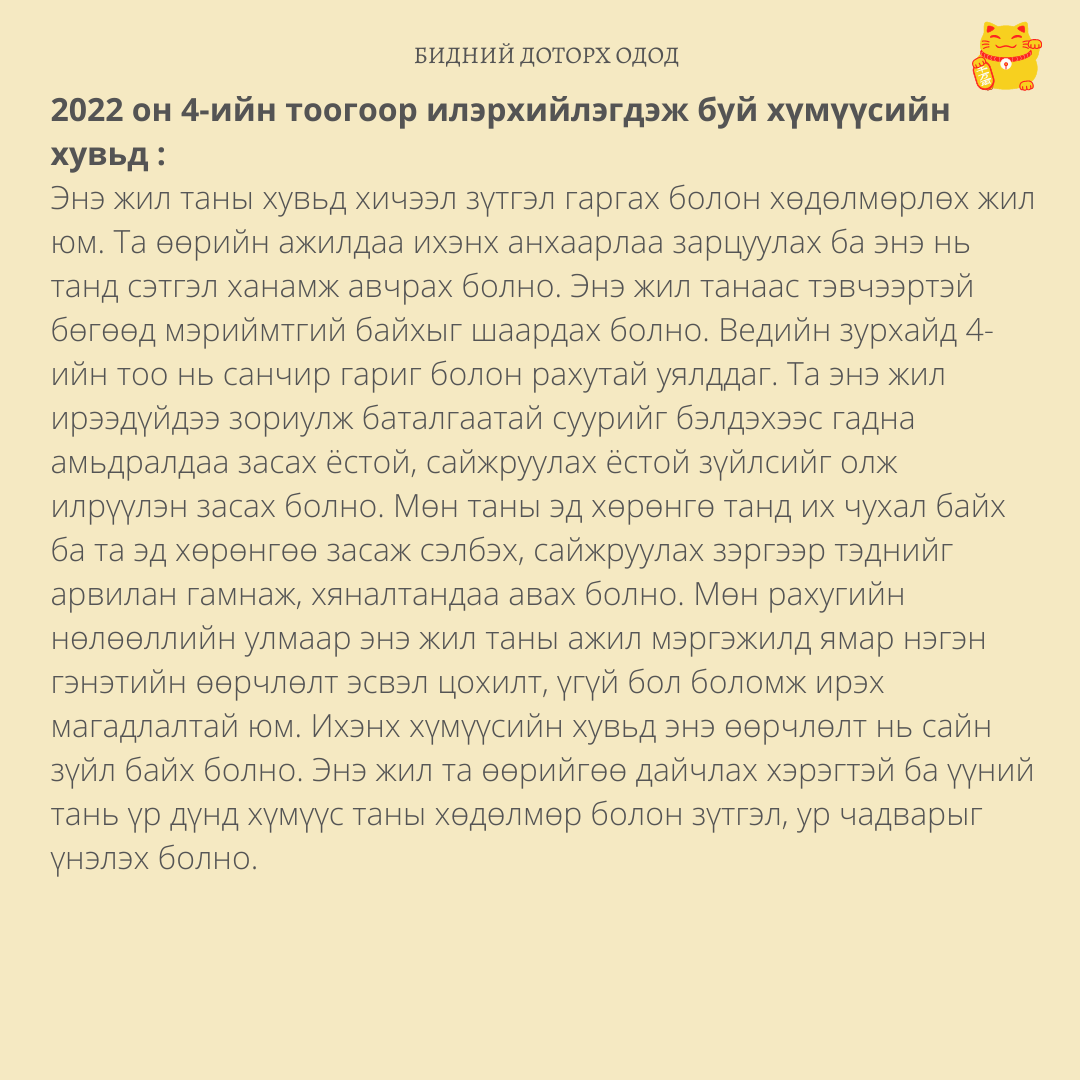 БИДНИЙ ДОТОРХ ОДОД
2022 он 4-ийн тоогоор илэрхийлэгдэж буй хүмүүсийн
хувьд :
Энэ жил таны хувьд хичээл зүтгэл гаргах болон хөдөлмөрлөх жил
юм. Та өөрийн ажилдаа ихэнх анхаарлаа зарцуулах ба энэ нь
танд сэтгэл ханамж авчрах болно. Энэ жил танаас тэвчээртэй
бөгөөд мэриймтгий байхыг шаардах болно. Ведийн зурхайд 4-
ийн тоо нь санчир гариг болон рахутай уялддаг. Та энэ жил
ирээдүйдээ зориулж баталгаатай суурийг бэлдэхээс гадна
амьдралдаа засах ёстой, сайжруулах ёстой зүйлсийг олж
илрүүлэн засах болно. Мөн таны эд хөрөнгө танд их чухал байх
ба та эд хөрөнгөө засаж сэлбэх, сайжруулах зэргээр тэднийг
арвилан гамнаж, хяналтандаа авах болно. Мөн рахугийн
нөлөөллийн улмаар энэ жил таны ажил мэргэжилд ямар нэгэн
гэнэтийн өөрчлөлт эсвэл цохилт, үгүй бол боломж ирэх
магадлалтай юм. Ихэнх хүмүүсийн хувьд энэ өөрчлөлт нь сайн
зүйл байх болно. Энэ жил та өөрийгөө дайчлах хэрэгтэй ба үүний
тань үр дүнд хүмүүс таны хөдөлмөр болон зүтгэл, ур чадварыг
үнэлэх болно.